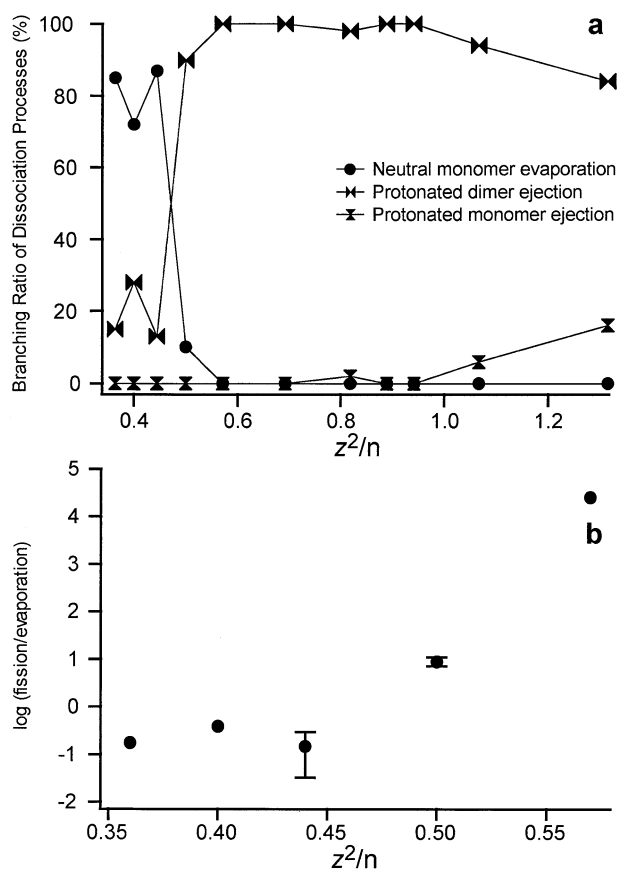 Branching Ratio of Dissociation Processes (%)
100
80
60
40
20
0
a
Neutral monomer evaporation
Protonated dimer ejection
Protonated monomer ejection
0.4
0.6
0.8
1.0
1.2
z²/n
log (fission/evaporation)
5
4
3
2
1
0
-1
-2
b
0.35
0.40
0.45
0.50
0.55
z²/n